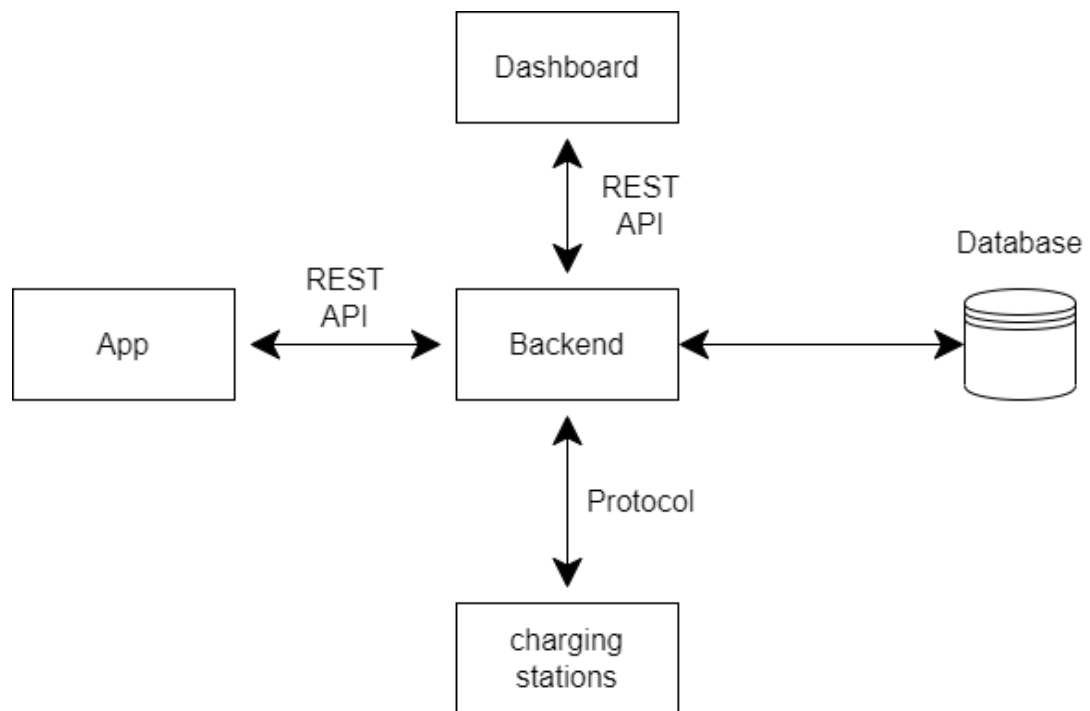 Dashboard
REST
API
Database
REST
API
App
Backend
Protocol
charging
stations